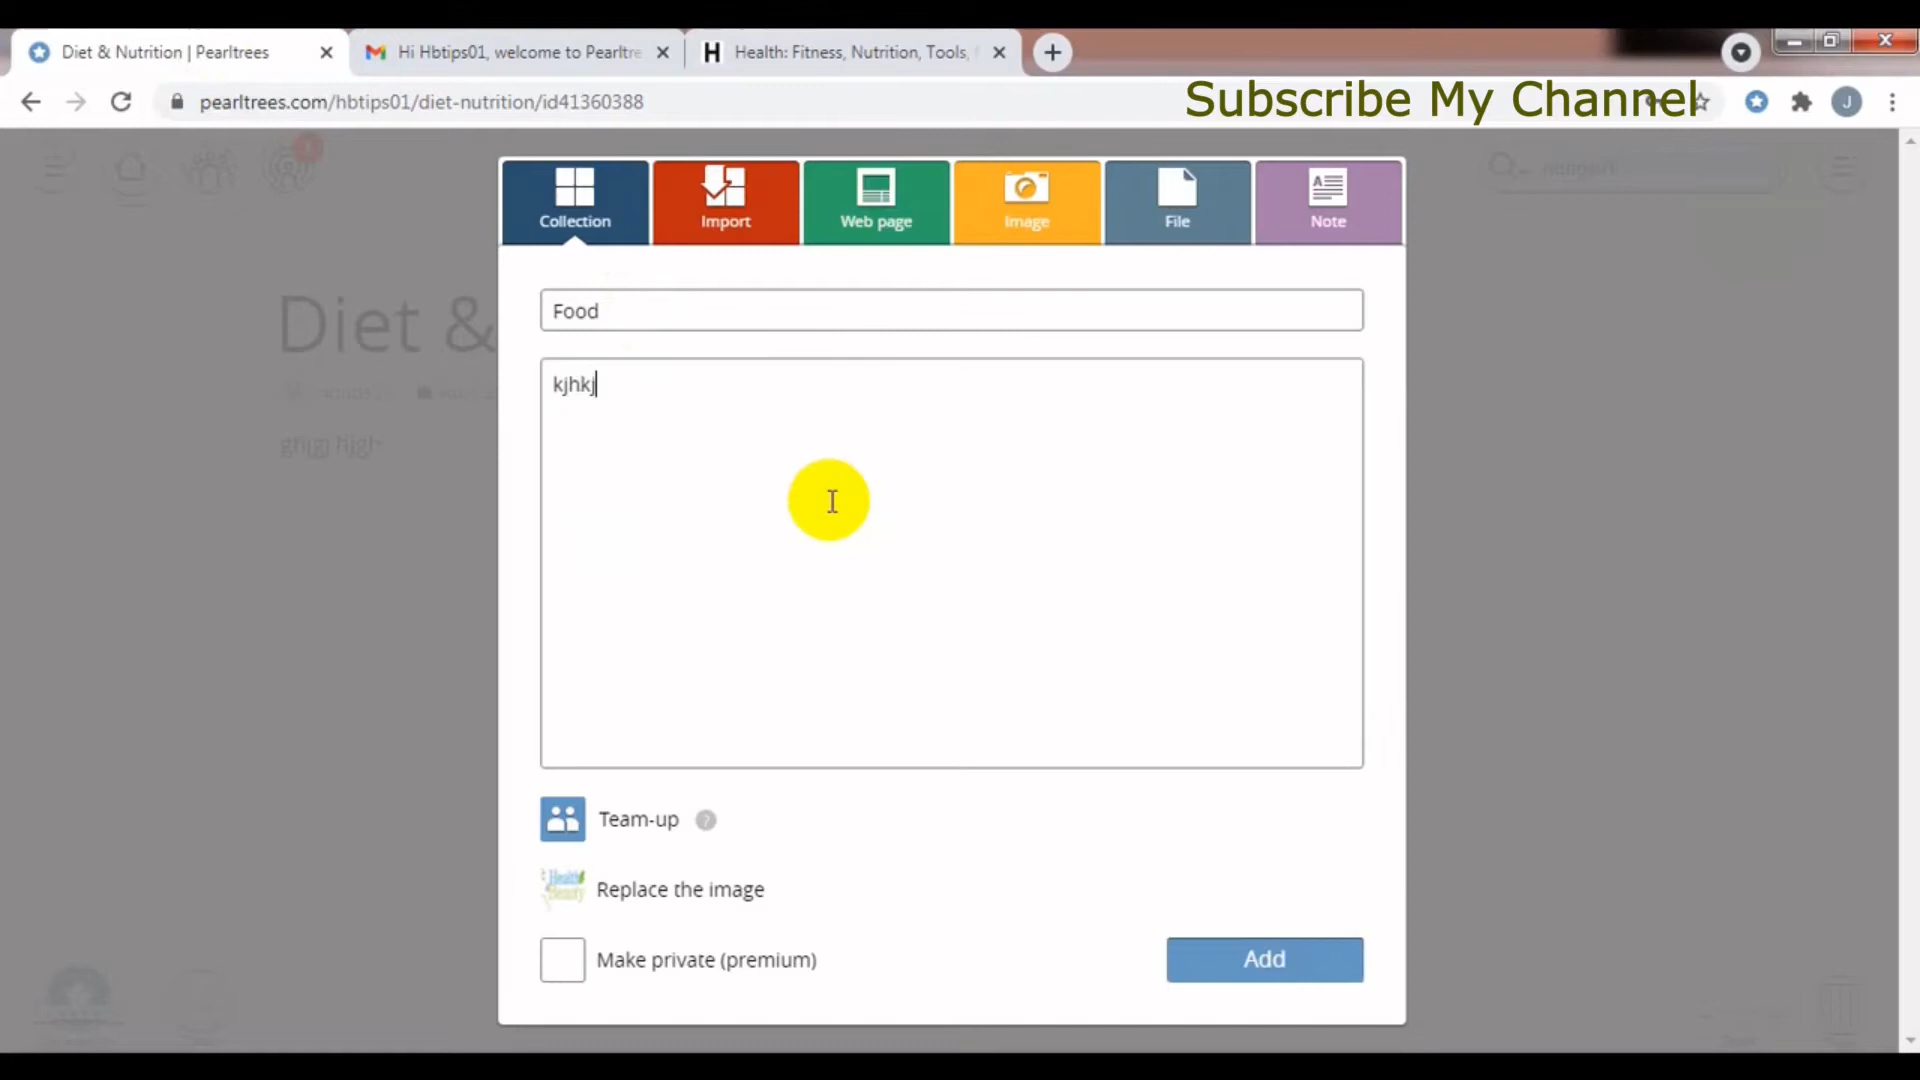 Diet & Nutrition | Pearltrees
Hi Hbtips01, welcome to Pearltre
Health: Fitness, Nutrition, Tools,
pearltrees.com/hbtips01/diet-nutrition/id41360388
Subscribe My Channel
J
Collection
Import
Web page
Image
File
Note
Diet &
Food
kjhkj
Team-up ?
Replace the image
Make private (premium)
Add